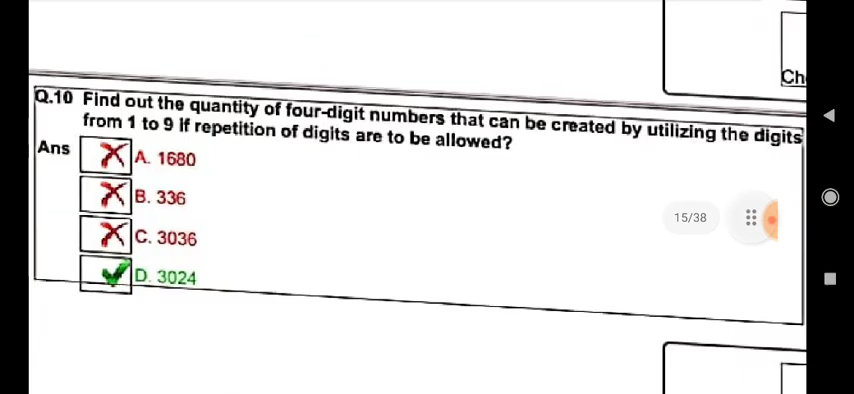 Ch
Q.10 Find out the quantity of four-digit numbers that can be created by utilizing the digits
from 1 to 9 if repetition of digits are to be allowed?
Ans A. 1680
B. 336
C. 3036
D. 3024
15/38